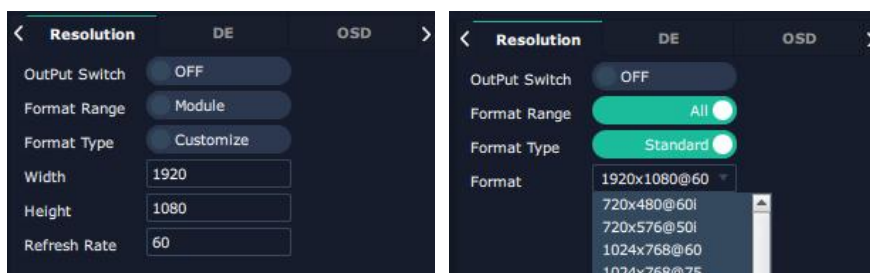 Resolution DE OSD
OutPut Switch OFF
Format Range Module
Format Type Customize
Width 1920
Height 1080
Refresh Rate 60
Resolution DE OSD
OutPut Switch OFF
Format Range All
Format Type Standard
Format 1920x1080@60
720x480@60i
720x576@50i
1024x768@60
1024x768@75